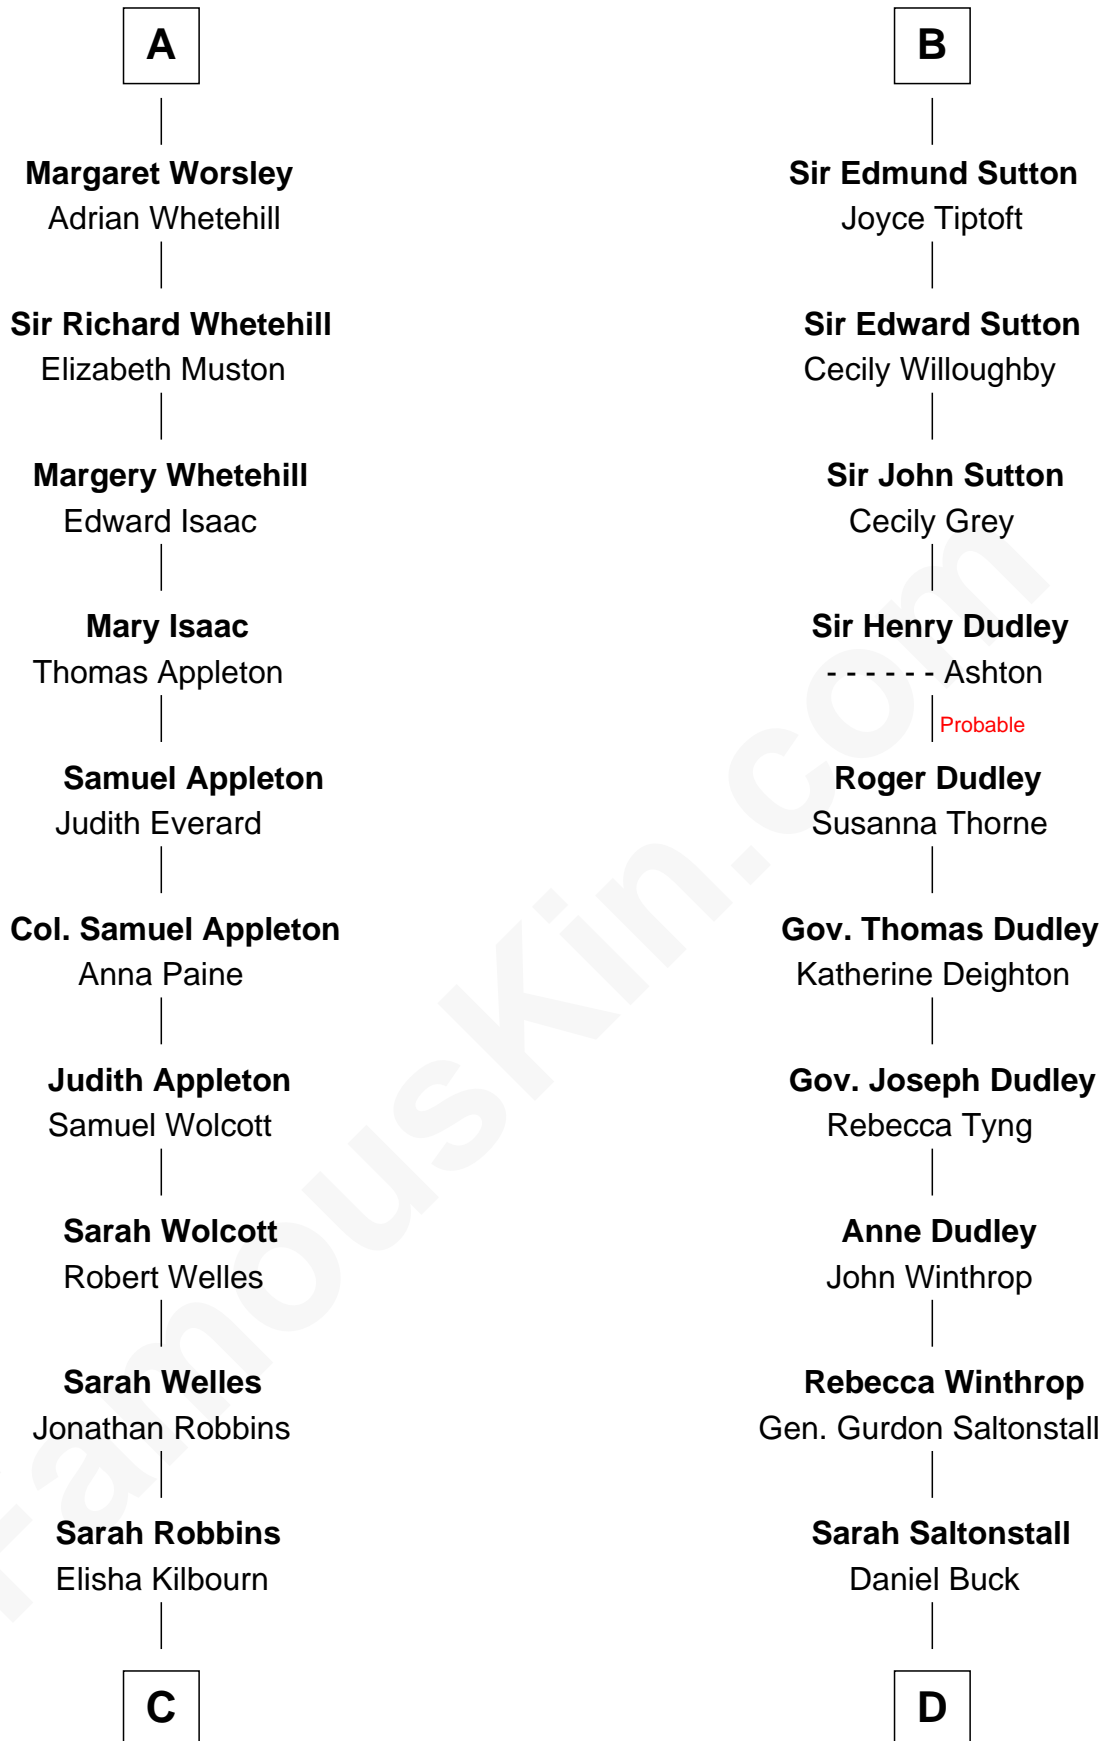 A
Margaret Worsley
Adrian Whetehill
Sir Richard Whetehill
Elizabeth Muston
Margery Whetehill
Edward Isaac
Mary Isaac
Thomas Appleton
Samuel Appleton
Judith Everard
Col. Samuel Appleton
Anna Paine
Judith Appleton
Samuel Wolcott
Sarah Wolcott
Robert Welles
Sarah Welles
Jonathan Robbins
Sarah Robbins
Elisha Kilbourn
C
B
Sir Edmund Sutton
Joyce Tiptoft
Sir Edward Sutton
Cecily Willoughby
Sir John Sutton
Cecily Grey
Sir Henry Dudley
- - - - - - Ashton
Probable
Roger Dudley
Susanna Thorne
Gov. Thomas Dudley
Katherine Deighton
Gov. Joseph Dudley
Rebecca Tyng
Anne Dudley
John Winthrop
Rebecca Winthrop
Gen. Gurdon Saltonstall
Sarah Saltonstall
Daniel Buck
D
FamousKin.com